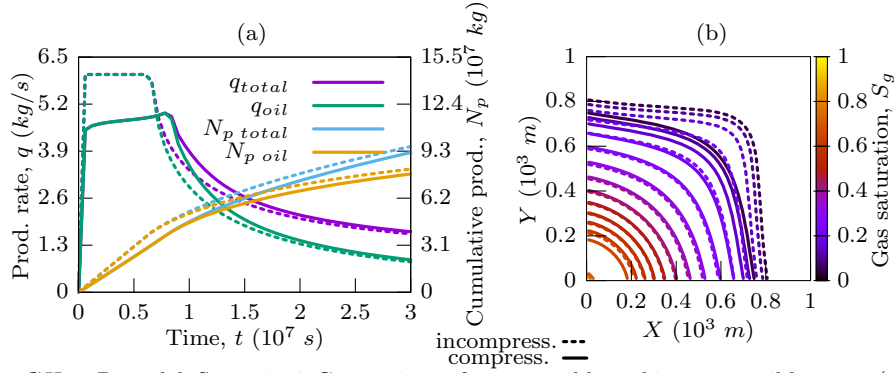 (a)
Prod. rate, q (kg/s)
6.5
5.2
3.9
2.6
1.3
0
0
0.5
1
1.5
2
2.5
3
Time, t (10^7 s)
q_total
q_oil
N_p total
N_p oil
15.5
12.4
9.3
6.2
3.1
0
Cumulative prod., N_p (10^7 kg)
(b)
Y (10^3 m)
1
0.8
0.6
0.4
0.2
0
0
0.2
0.4
0.6
0.8
1
X (10^3 m)
1
0.8
0.6
0.4
0.2
0
Gas saturation, S_g
incompress.
compress.